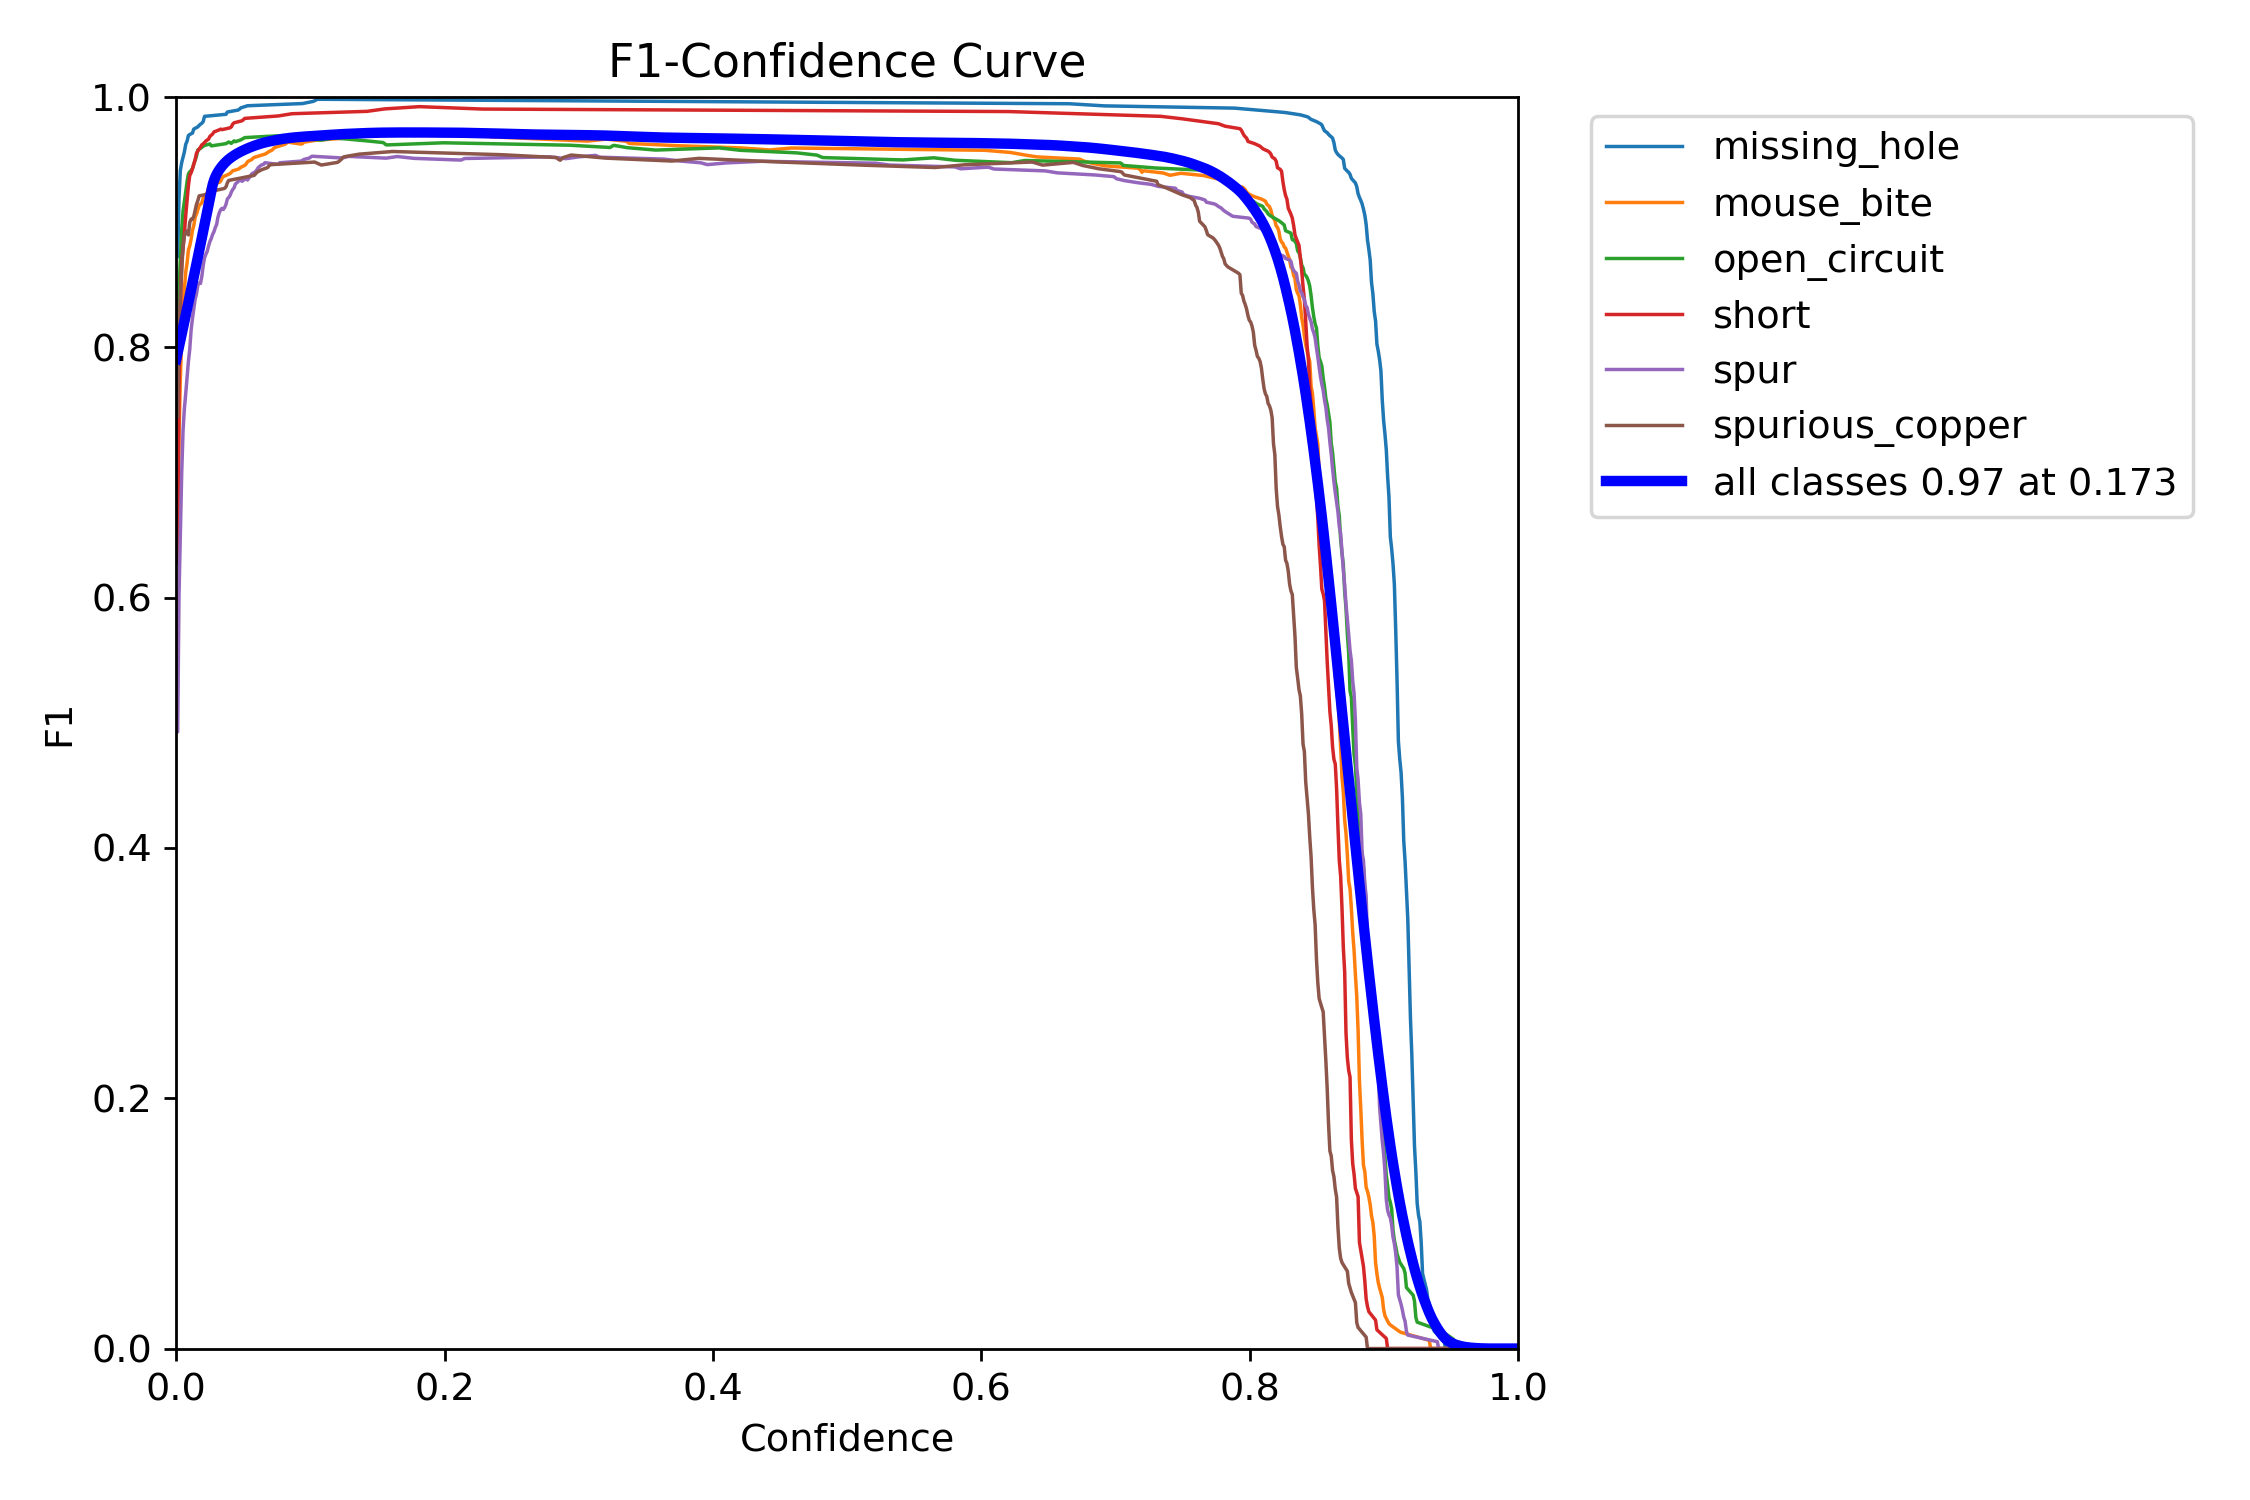 F1-Confidence Curve
1.0
0.8
0.6
0.4
0.2
0.0
F1
0.0 0.2 0.4 0.6 0.8 1.0
Confidence
missing_hole
mouse_bite
open_circuit
short
spur
spurious_copper
all classes 0.97 at 0.173